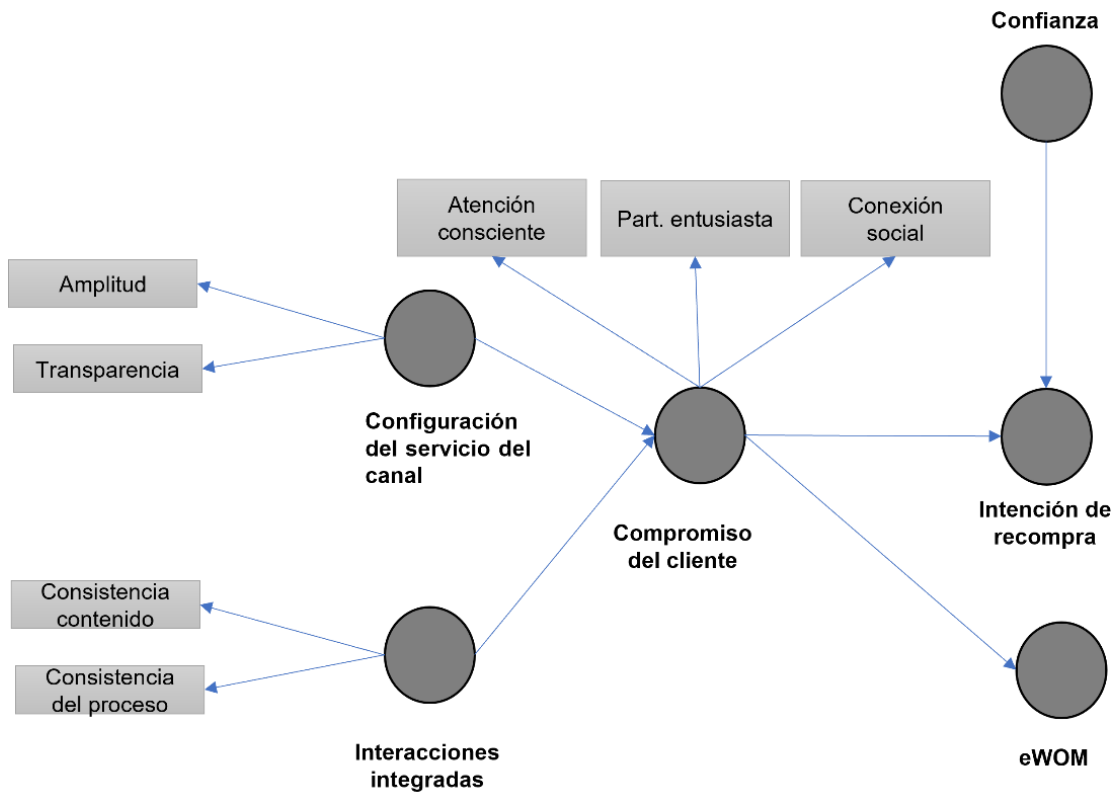 Confianza
Atención
consciente
Part. entusiasta
Conexión
social
Amplitud
Transparencia
Configuración
del servicio del
canal
Compromiso
del cliente
Intención de
recompra
Consistencia
contenido
Consistencia
del proceso
Interacciones
integradas
eWOM